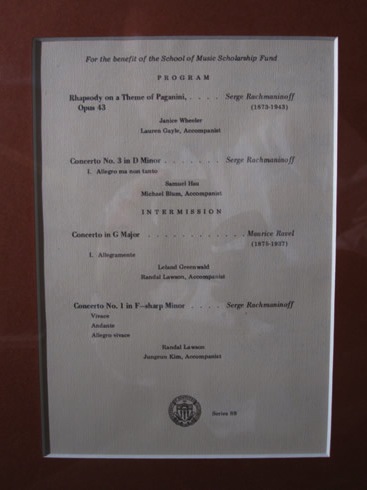 For the benefit of the School of Music Scholarship Fund
PROGRAM
Rhapsody on a Theme of Paganini, . . . . Serge Rachmaninoff
Opus 43 (1873-1943)
Janice Wheeler
Lauren Gayle, Accompanist
Concerto No. 3 in D Minor . . . . . . . Serge Rachmaninoff
I. Allegro ma non tanto
Samuel
Michael Blum, Accompanist
INTERMISSION
Concerto in G Major . . . . . . . . . . . . Maurice Ravel
(1875-1937)
I. Allegramente
Leland Greenwald
Randal Lawson, Accompanist
Concerto No. 1 in F-sharp Minor . . . . Serge Rachmaninoff
Vivace
Andante
Allegro vivace
Randal Lawson
Jungeun Kim, Accompanist
Series 89